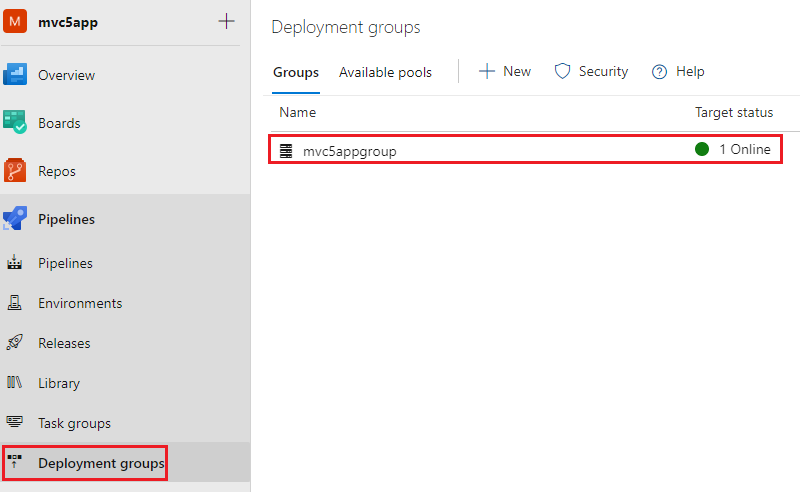 M mvc5app +
Overview
Boards
Repos
Pipelines
Pipelines
Environments
Releases
Library
Task groups
Deployment groups
Deployment groups
Groups Available pools + New Security ? Help
Name Target status
mvc5appgroup 1 Online